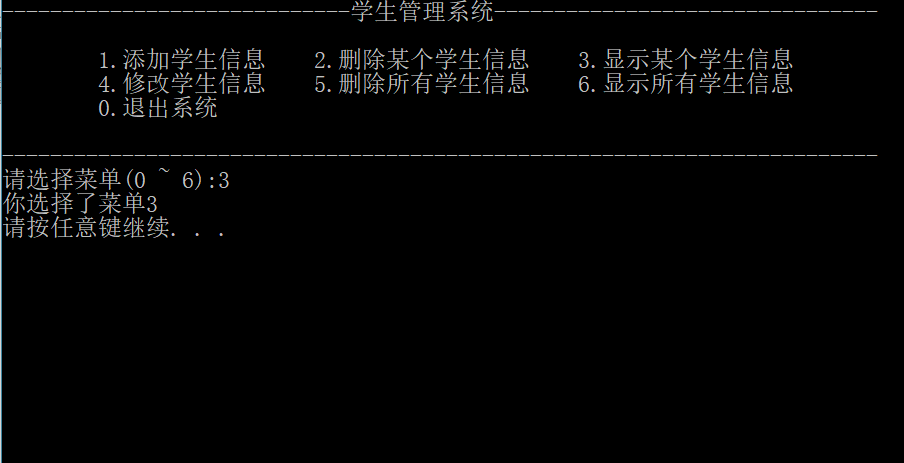 -----------------------------学生管理系统--------------------------------
1.添加学生信息    2.删除某个学生信息    3.显示某个学生信息
4.修改学生信息    5.删除所有学生信息    6.显示所有学生信息
0.退出系统
-------------------------------------------------------------------------
请选择菜单(0 ~ 6):3
你选择了菜单3
请按任意键继续. . .